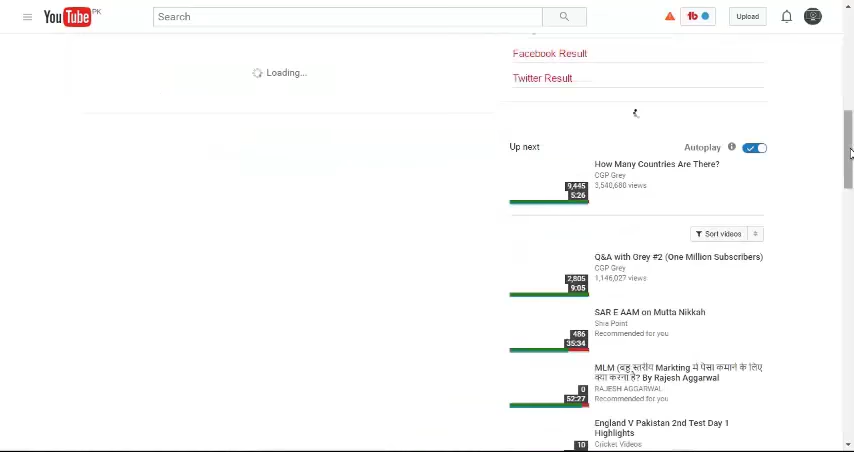 YouTube PK
Search
tb
Upload
Facebook Result
Twitter Result
Loading...
Up next
Autoplay
How Many Countries Are There?
CGP Grey
3,540,680 views
9,445
5:26
Sort videos
Q&A with Grey #2 (One Million Subscribers)
CGP Grey
1,146,027 views
2,805
9:05
SAR E AAM on Mutta Nikkah
Shia Point
Recommended for you
486
35:34
MLM (बहु स्तरीय Markting मे पैसा कमाने के लिए
क्या करना है? By Rajesh Aggarwal
RAJESH AGGARWAL
Recommended for you
0
52:27
England V Pakistan 2nd Test Day 1
Highlights
Cricket Videos
10